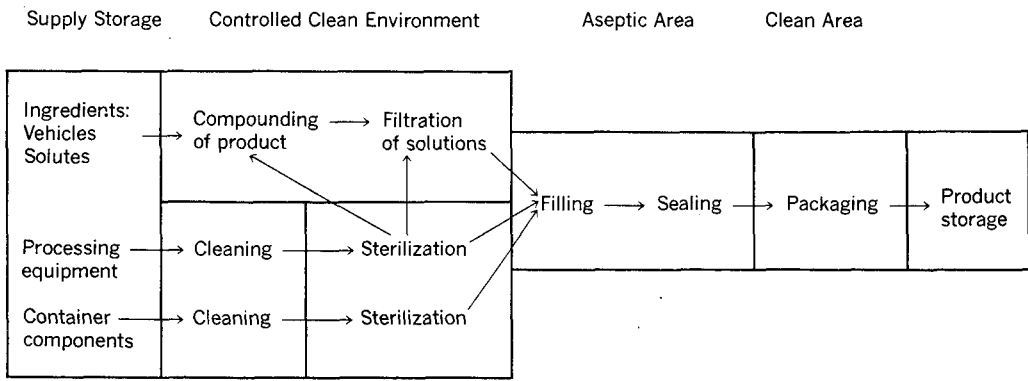 Supply Storage
Controlled Clean Environment
Aseptic Area
Clean Area
Ingredients:
Vehicles
Solutes
Compounding
of product
Filtration
of solutions
Filling
Sealing
Packaging
Product
storage
Processing
equipment
Cleaning
Sterilization
Container
components
Cleaning
Sterilization